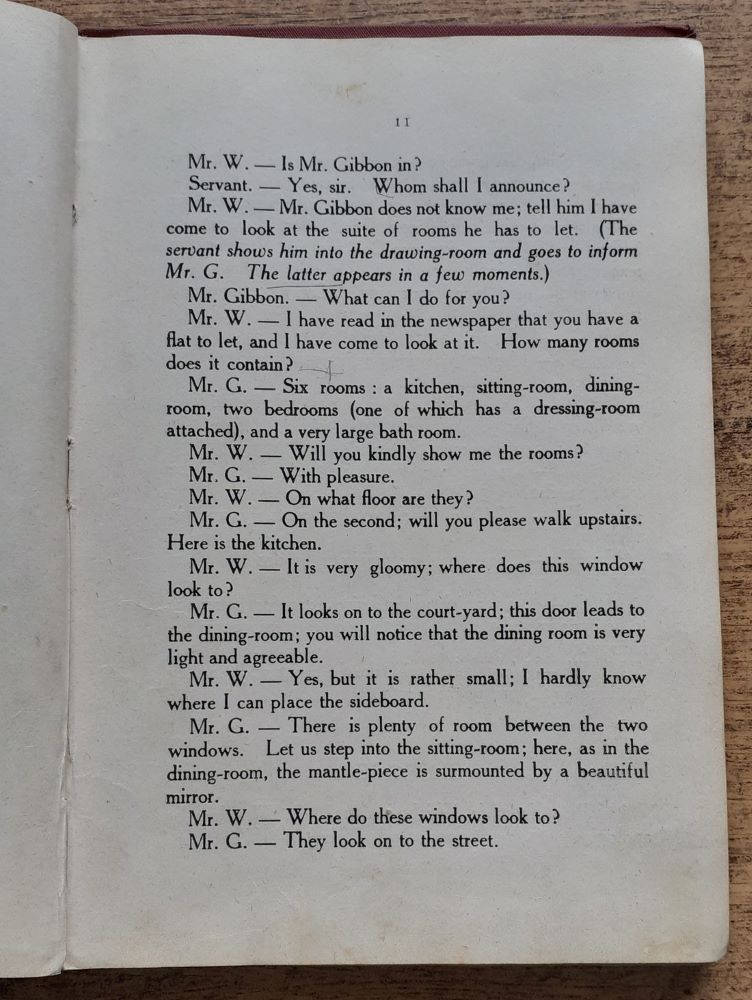 11
Mr. W. — Is Mr. Gibbon in?
Servant. — Yes, sir. Whom shall I announce?
Mr. W. — Mr. Gibbon does not know me; tell him I have
come to look at the suite of rooms he has to let. (The
servant shows him into the drawing-room and goes to inform
Mr. G. The latter appears in a few moments.)
Mr. Gibbon. — What can I do for you?
Mr. W. — I have read in the newspaper that you have a
flat to let, and I have come to look at it. How many rooms
does it contain?
Mr. G. — Six rooms : a kitchen, sitting-room, dining-
room, two bedrooms (one of which has a dressing-room
attached), and a very large bath room.
Mr. W. — Will you kindly show me the rooms?
Mr. G. — With pleasure.
Mr. W. — On what floor are they?
Mr. G. — On the second; will you please walk upstairs.
Here is the kitchen.
Mr. W. — It is very gloomy; where does this window
look to?
Mr. G. — It looks on to the court-yard; this door leads to
the dining-room; you will notice that the dining room is very
light and agreeable.
Mr. W. — Yes, but it is rather small; I hardly know
where I can place the sideboard.
Mr. G. — There is plenty of room between the two
windows. Let us step into the sitting-room; here, as in the
dining-room, the mantle-piece is surmounted by a beautiful
mirror.
Mr. W. — Where do these windows look to?
Mr. G. — They look on to the street.